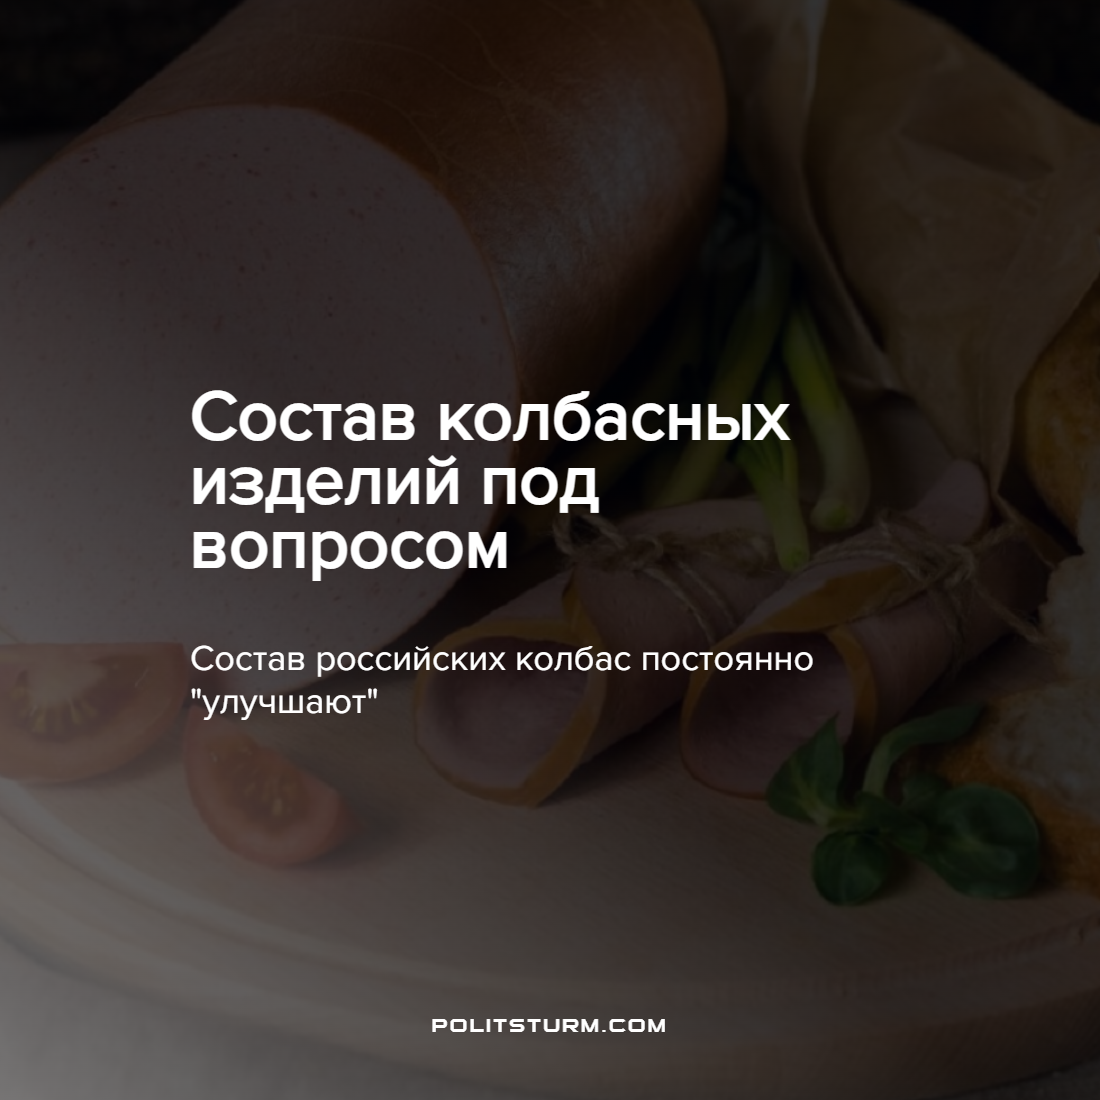 Состав колбасных
изделий под
вопросом
Состав российских колбас постоянно
"улучшают"
POLITSTURM.COM